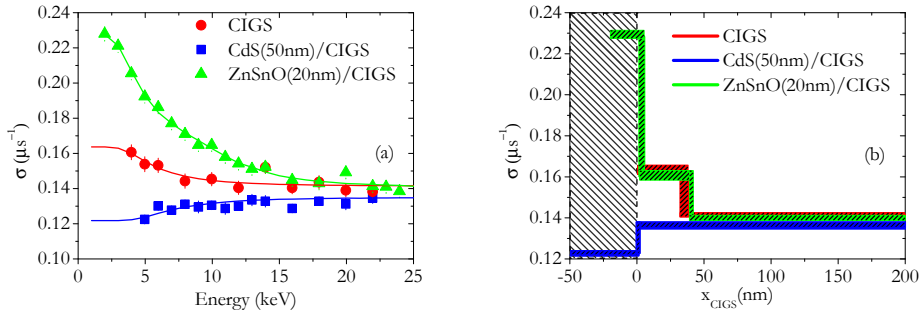 0.24
0.22
0.20
0.18
0.16
0.14
0.12
0.10
σ (μs⁻¹)
CIGS
CdS(50nm)/CIGS
ZnSnO(20nm)/CIGS
(a)
0 5 10 15 20 25
Energy (keV)
0.24
0.22
0.20
0.18
0.16
0.14
0.12
σ (μs⁻¹)
CIGS
CdS(50nm)/CIGS
ZnSnO(20nm)/CIGS
(b)
-50 0 50 100 150 200
xCIGS(nm)